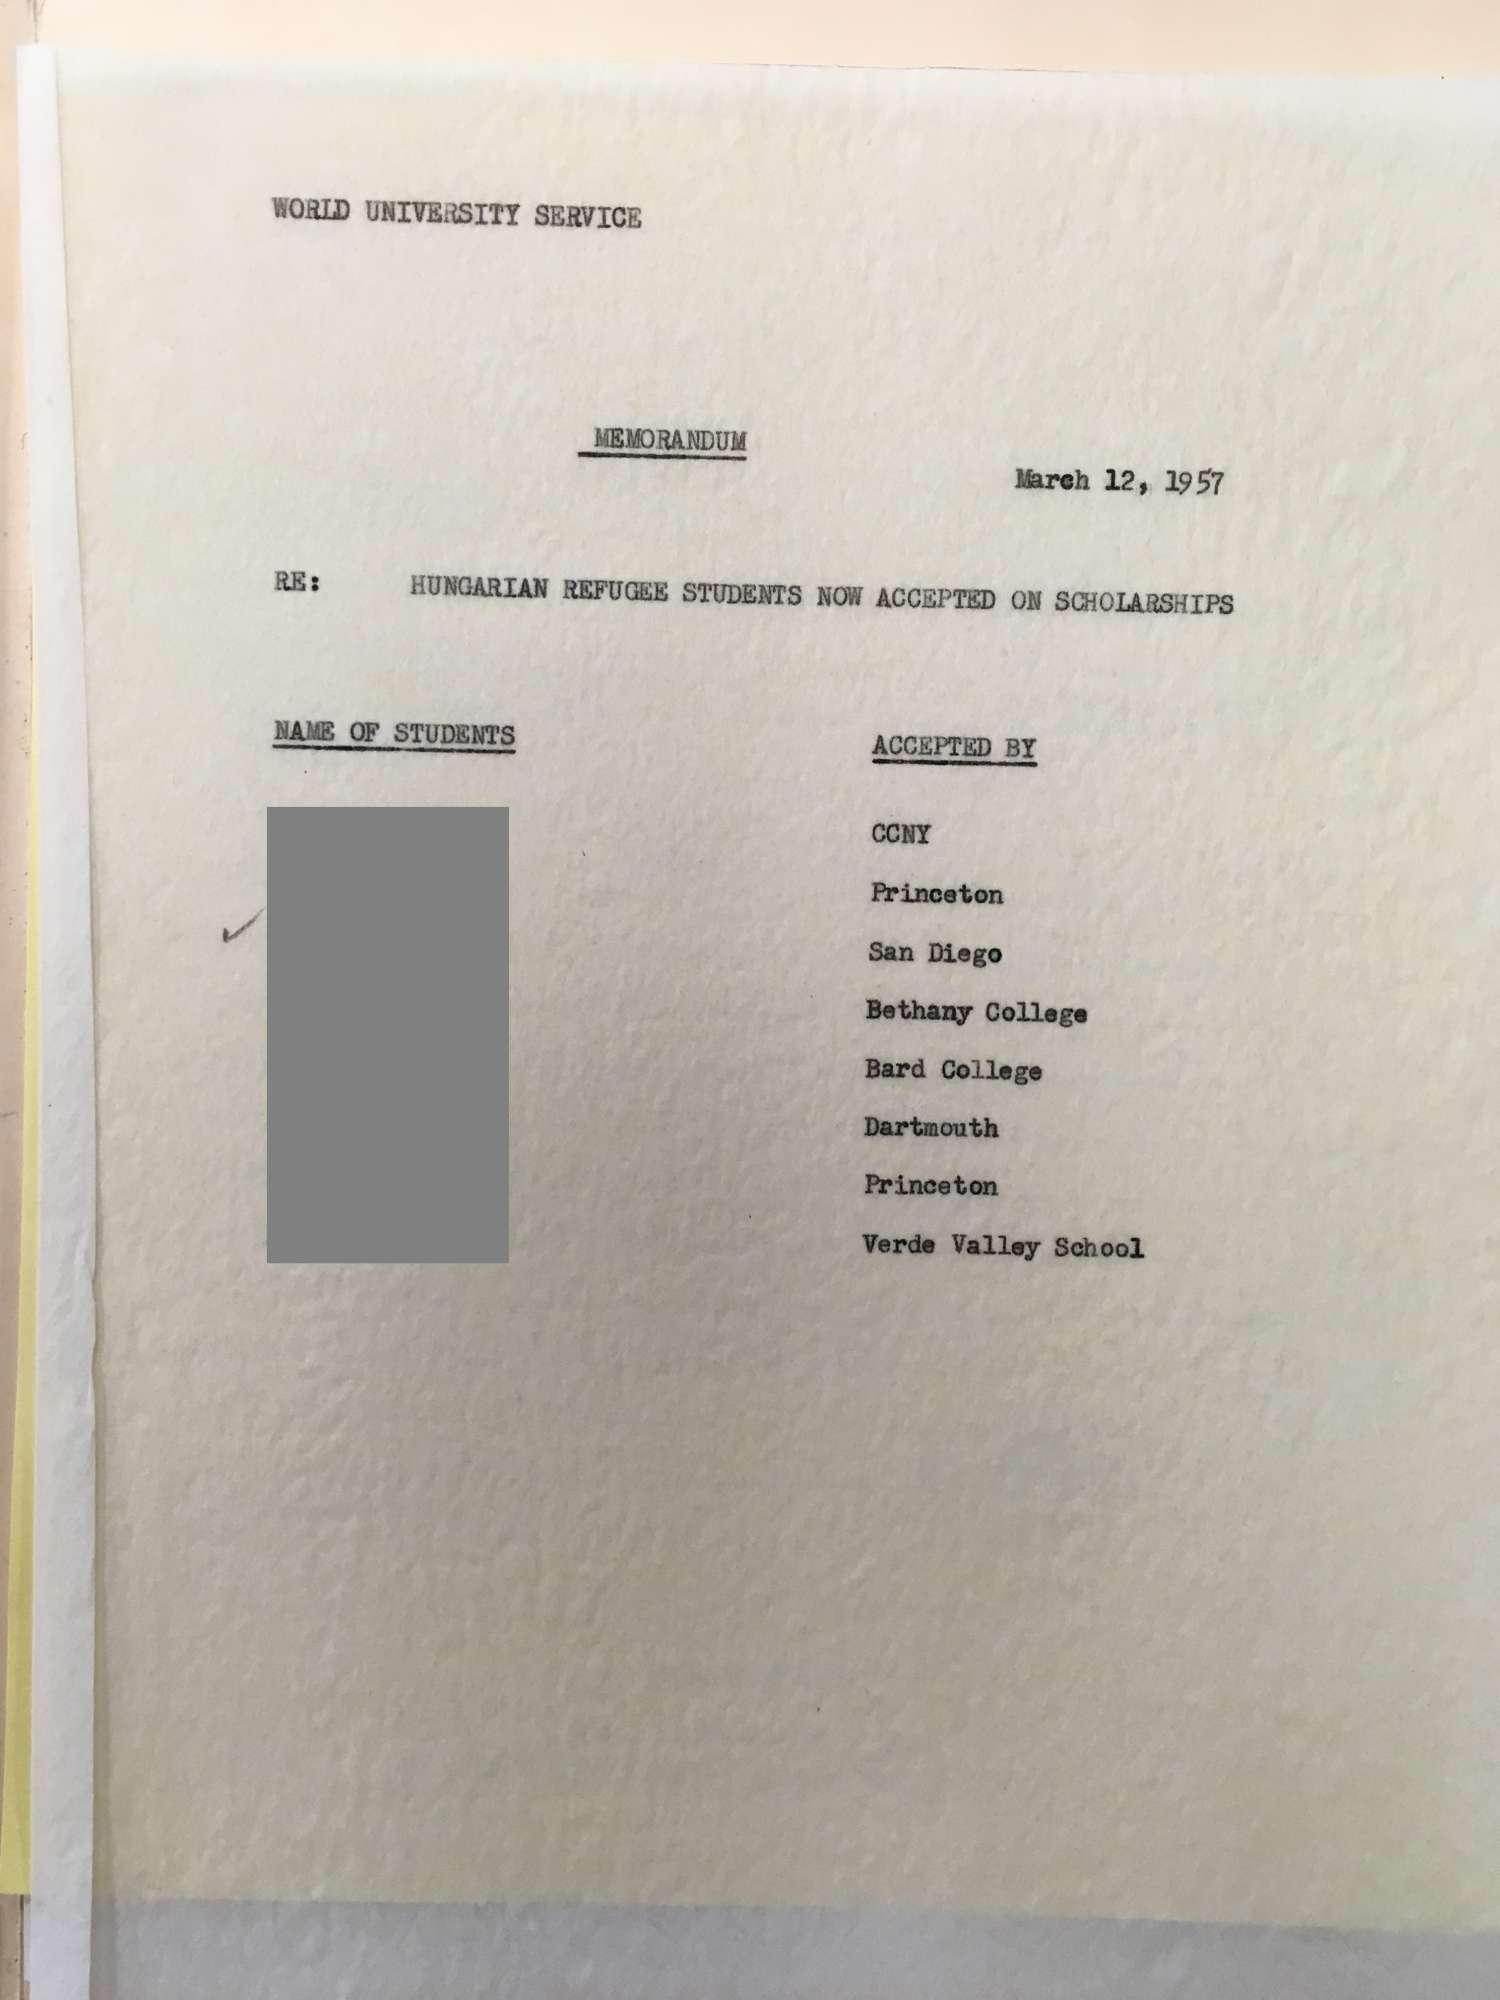 WORLD UNIVERSITY SERVICE
MEMORANDUM
March 12, 1957
RE: HUNGARIAN REFUGEE STUDENTS NOW ACCEPTED ON SCHOLARSHIPS
NAME OF STUDENTS ACCEPTED BY
CCNY
Princeton
San Diego
Bethany College
Bard College
Dartmouth
Princeton
Verde Valley School